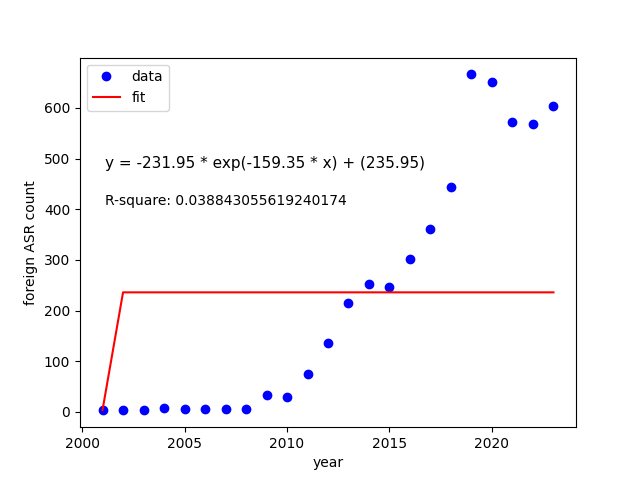 data
fit
y = -231.95 * exp(-159.35 * x) + (235.95)
R-square: 0.038843055619240174
foreign ASR count
600
500
400
300
200
100
0
2000 2005 2010 2015 2020
year